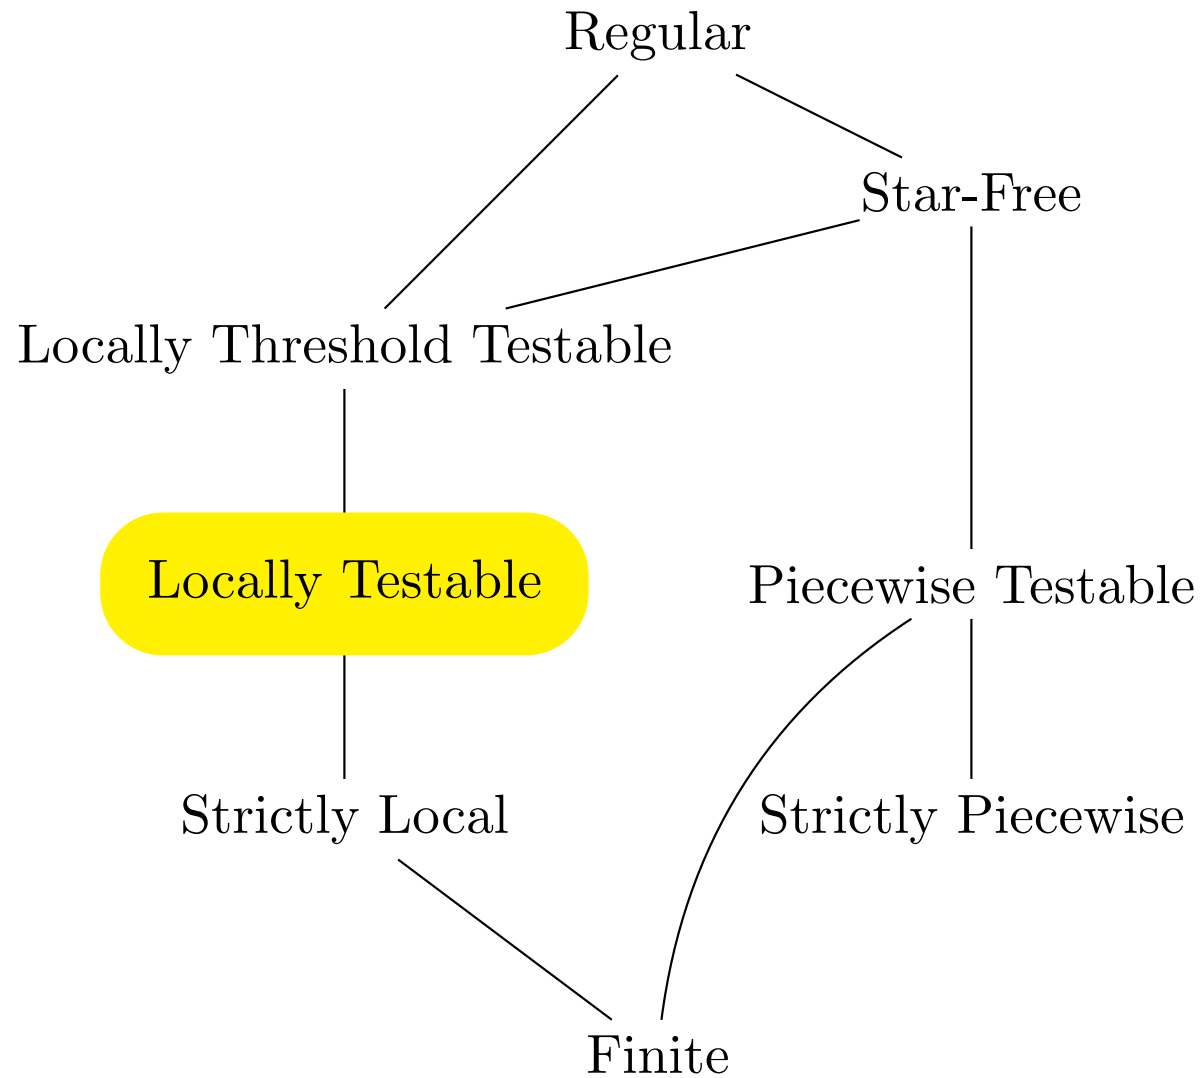 Regular
Star-Free
Locally Threshold Testable
Locally Testable
Piecewise Testable
Strictly Local
Strictly Piecewise
Finite